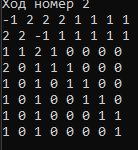 Ход номер 2
-1 2 2 2 1 1 1 1
2 2 -1 1 1 1 1 1
1 1 2 1 0 0 0 0
2 0 1 1 1 0 0 0
1 0 1 0 1 1 0 0
1 0 1 0 0 1 1 0
1 0 1 0 0 0 1 1
1 0 1 0 0 0 0 1